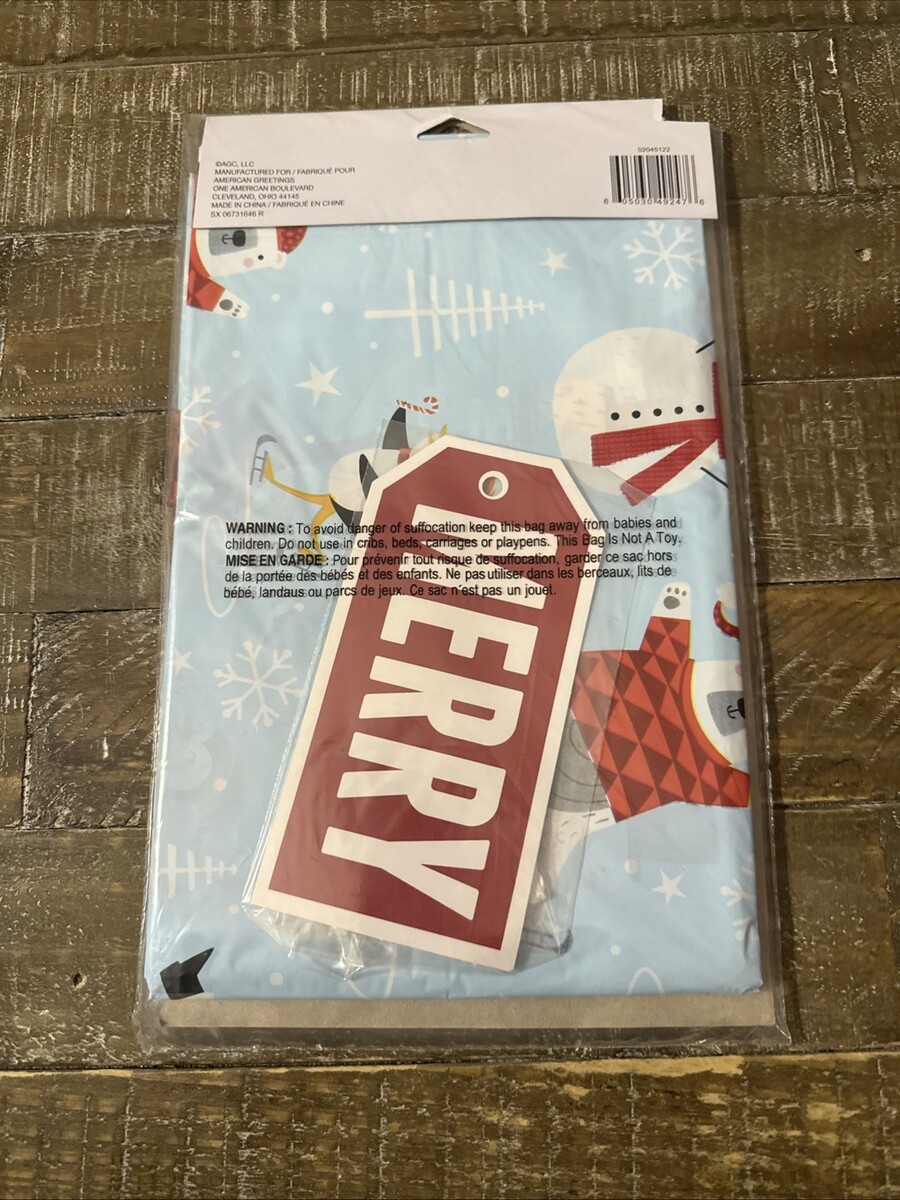 ©AGC, LLC
MANUFACTURED FOR / FABRIQUÉ POUR
AMERICAN GREETINGS
ONE AMERICAN BOULEVARD
CLEVELAND, OHIO 44145
MADE IN CHINA / FABRIQUÉ EN CHINE
SX 06731646 R
02045122
6 05030 49247 6
WARNING : To avoid danger of suffocation keep this bag away from babies and
children. Do not use in cribs, beds, carriages or playpens. This Bag Is Not A Toy.
MISE EN GARDE : Pour prévenir tout risque de suffocation, garder ce sac hors
de la portée des bébés et des enfants. Ne pas utiliser dans les berceaux, lits de
bébé, landaus ou parcs de jeux. Ce sac n'est pas un jouet.
MERRY